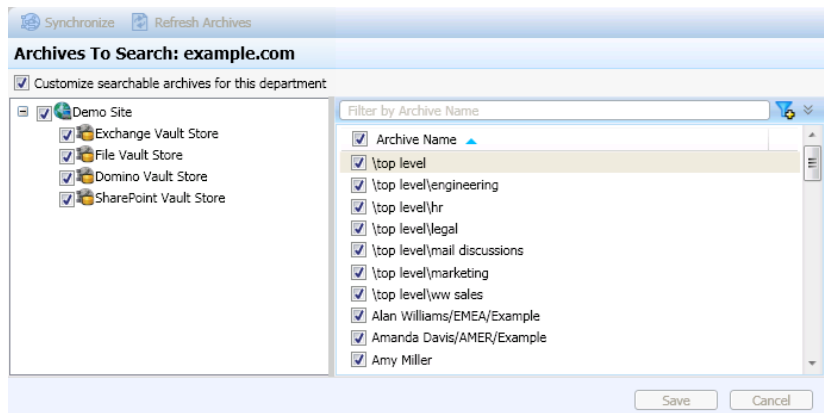 Synchronize Refresh Archives
Archives To Search: example.com
Customize searchable archives for this department
Demo Site
Exchange Vault Store
File Vault Store
Domino Vault Store
SharePoint Vault Store
Filter by Archive Name
Archive Name
\top level
\top level\engineering
\top level\hr
\top level\legal
\top level\mail discussions
\top level\marketing
\top level\ww sales
Alan Williams/EMEA/Example
Amanda Davis/AMER/Example
Amy Miller
Save Cancel